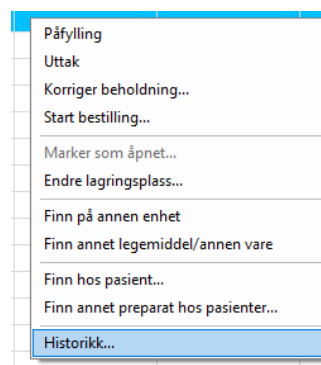 Påfylling
Uttak
Korriger beholdning...
Start bestilling...
Marker som åpnet...
Endre lagringsplass...
Finn på annen enhet
Finn annet legemiddel/annen vare
Finn hos pasient...
Finn annet preparat hos pasienter...
Historikk...